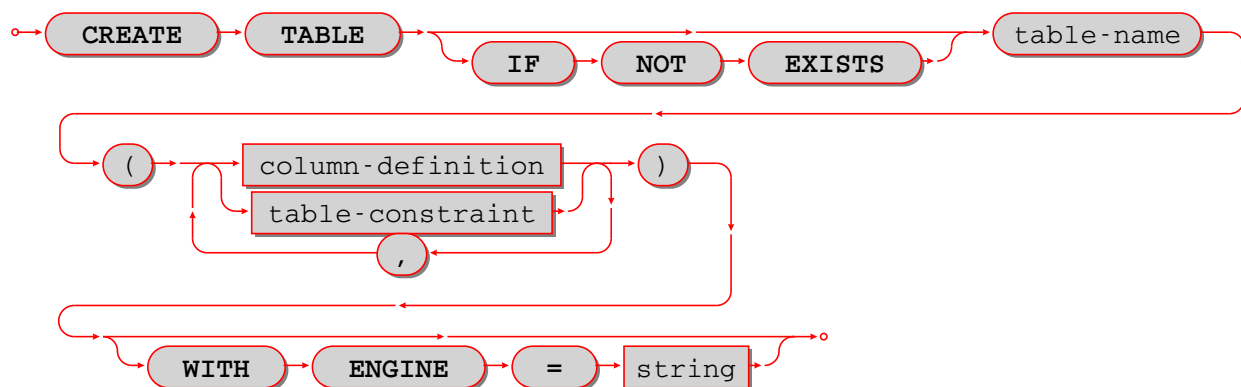 CREATE TABLE IF NOT EXISTS table-name
( column-definition )
table-constraint
,
WITH ENGINE = string